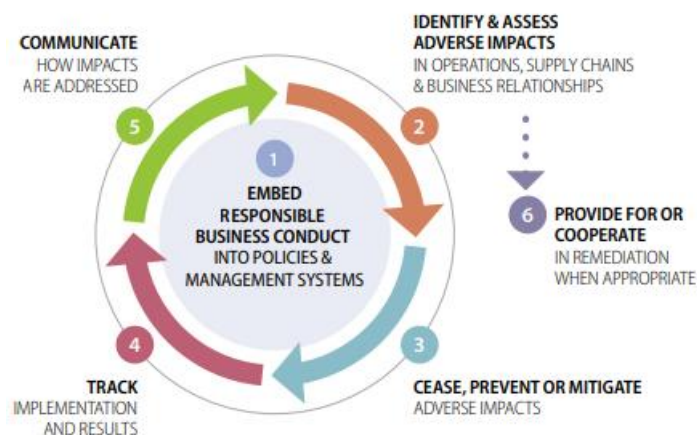 1
EMBED
RESPONSIBLE
BUSINESS CONDUCT
INTO POLICIES &
MANAGEMENT SYSTEMS
2
IDENTIFY & ASSESS
ADVERSE IMPACTS
IN OPERATIONS, SUPPLY CHAINS
& BUSINESS RELATIONSHIPS
3
CEASE, PREVENT OR MITIGATE
ADVERSE IMPACTS
4
TRACK
IMPLEMENTATION
AND RESULTS
5
COMMUNICATE
HOW IMPACTS
ARE ADDRESSED
6
PROVIDE FOR OR
COOPERATE
IN REMEDIATION
WHEN APPROPRIATE